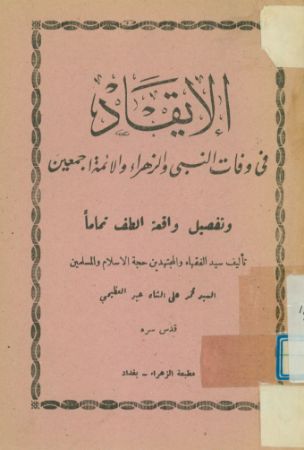 الإيقاد
في وفات النبي والزهراء والائمة اجمعين
وتفصيل واقعة الطف تماماً
تأليف سيد الفقهاء والمجتهدين حجة الاسلام والمسلمين
السيد محمد علي الشاه عبد العظيمي
قدس سره
مطبعة الزهراء - بغداد